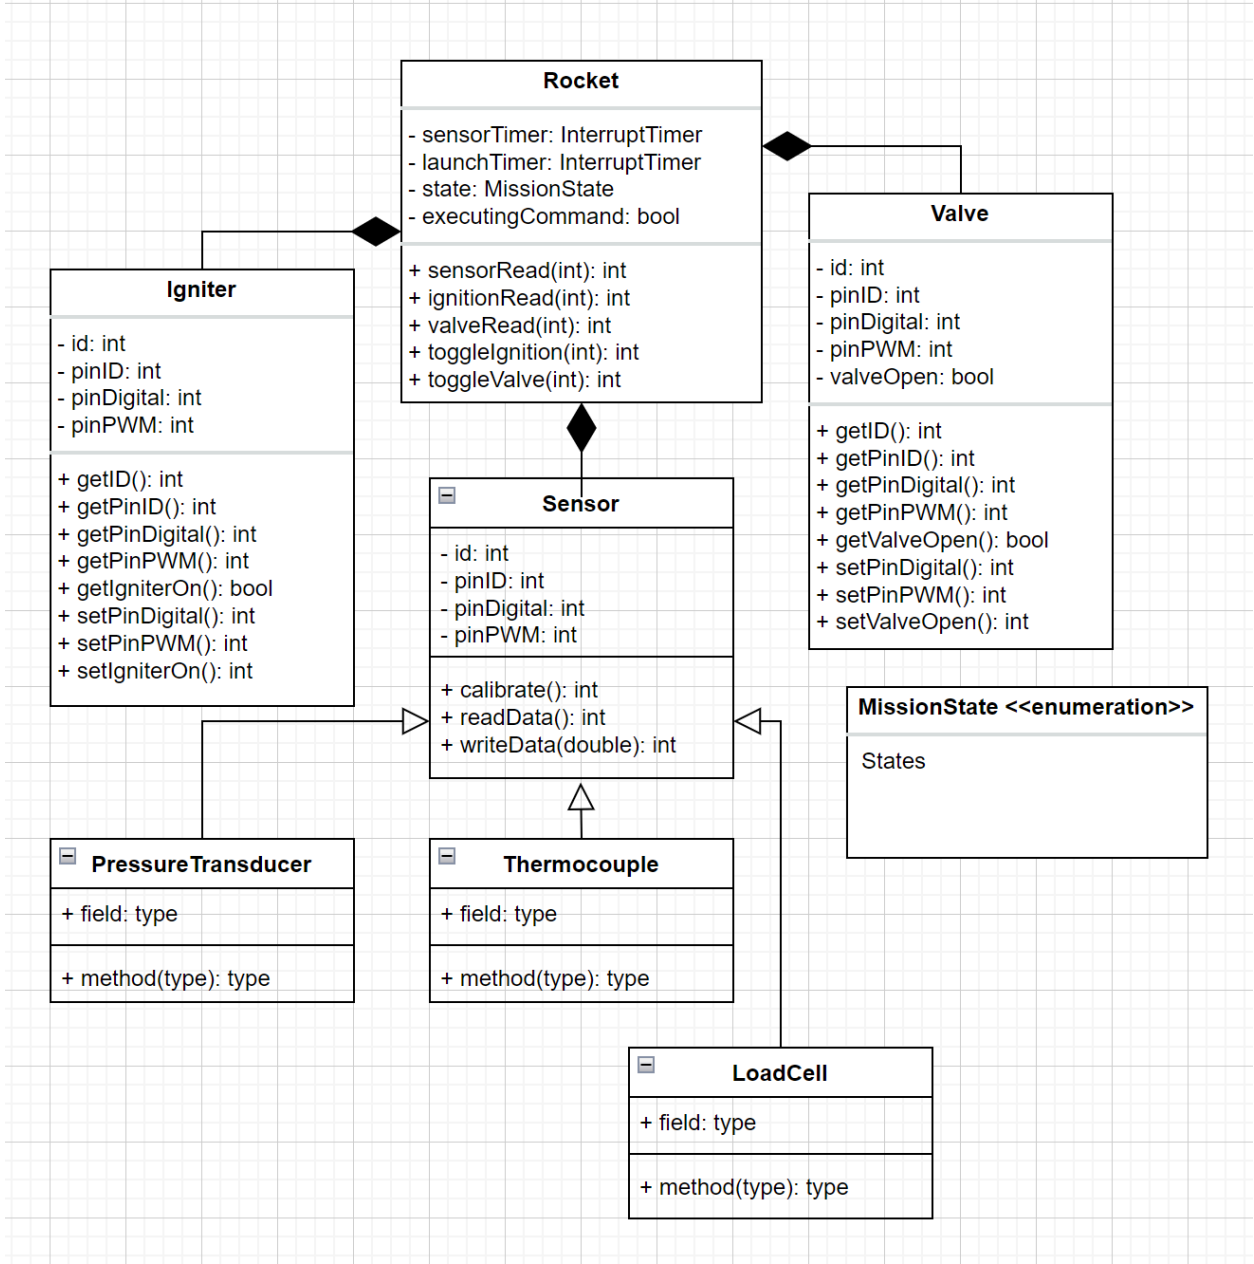 Rocket
- sensorTimer: InterruptTimer
- launchTimer: InterruptTimer
- state: MissionState
- executingCommand: bool
+ sensorRead(int): int
+ ignitionRead(int): int
+ valveRead(int): int
+ toggleIgnition(int): int
+ toggleValve(int): int
Valve
- id: int
- pinID: int
- pinDigital: int
- pinPWM: int
- valveOpen: bool
+ getID(): int
+ getPinID(): int
+ getPinDigital(): int
+ getPinPWM(): int
+ getValveOpen(): bool
+ setPinDigital(): int
+ setPinPWM(): int
+ setValveOpen(): int
Igniter
- id: int
- pinID: int
- pinDigital: int
- pinPWM: int
+ getID(): int
+ getPinID(): int
+ getPinDigital(): int
+ getPinPWM(): int
+ getIgniterOn(): bool
+ setPinDigital(): int
+ setPinPWM(): int
+ setIgniterOn(): int
Sensor
- id: int
- pinID: int
- pinDigital: int
- pinPWM: int
+ calibrate(): int
+ readData(): int
+ writeData(double): int
MissionState <<enumeration>>
States
PressureTransducer
+ field: type
+ method(type): type
Thermocouple
+ field: type
+ method(type): type
LoadCell
+ field: type
+ method(type): type